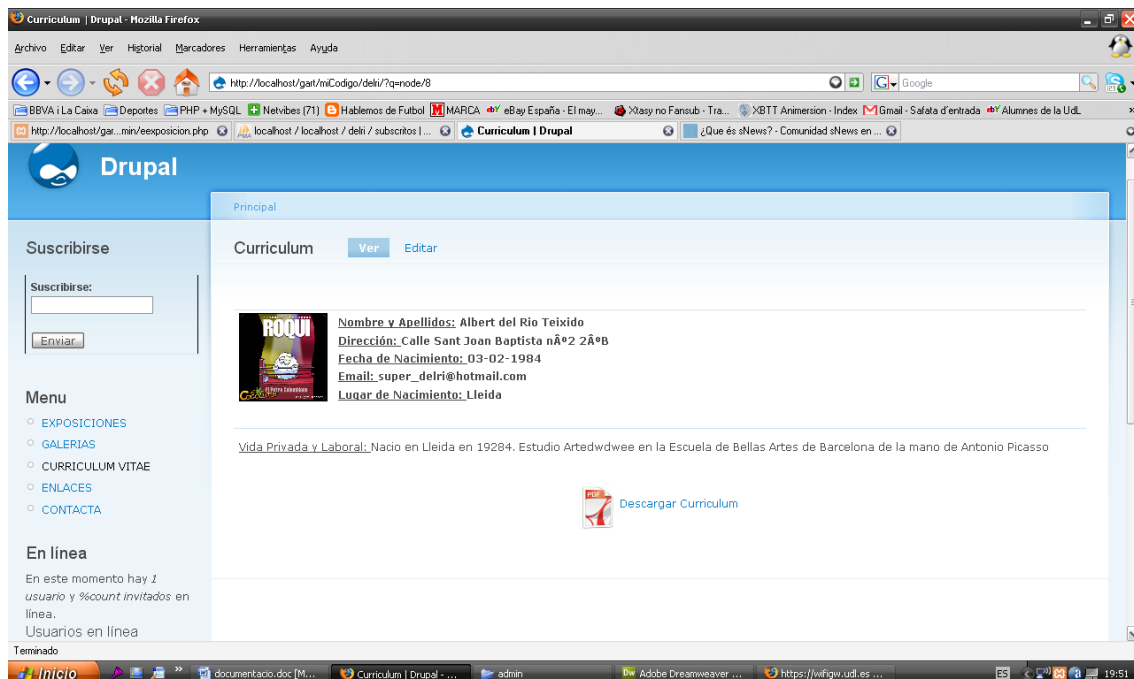 Curriculum | Drupal - Mozilla Firefox
Archivo Editar Ver Historial Marcadores Herramientas Ayuda
http://localhost/gart/miCodigo/delri/?q=node/8
Google
BBVA i La Caixa Deportes PHP + MySQL Netvibes (71) Hablemos de Futbol MARCA eBay España - El may... Xtasy no Fansub - Tra... XBTT Animersion - Index Gmail - Safata d'entrada Alumnes de la UdL
http://localhost/gar...min/eexposicion.php localhost / localhost / delri / subscritos | ... Curriculum | Drupal ¿Que és sNews? - Comunidad sNews en ...
Drupal
Principal
Suscribirse
Curriculum Ver Editar
Suscribirse:
Enviar
ROQUI
Nombre y Apellidos: Albert del Rio Teixido
Dirección: Calle Sant Joan Baptista nÂº2 2ÂºB
Fecha de Nacimiento: 03-02-1984
Email: super_delri@hotmail.com
Lugar de Nacimiento: Lleida
Menu
EXPOSICIONES
GALERIAS
CURRICULUM VITAE
ENLACES
CONTACTA
Vida Privada y Laboral: Nacio en Lleida en 19284. Estudio Artedwdwee en la Escuela de Bellas Artes de Barcelona de la mano de Antonio Picasso
PDF
Descargar Curriculum
En línea
En este momento hay 1
usuario y %count invitados en
línea.
Usuarios en línea
Terminado
Inicio documentacio.doc [M... Curriculum | Drupal - ... admin Adobe Dreamweaver ... https://wifigw.udl.es ... ES 19:51